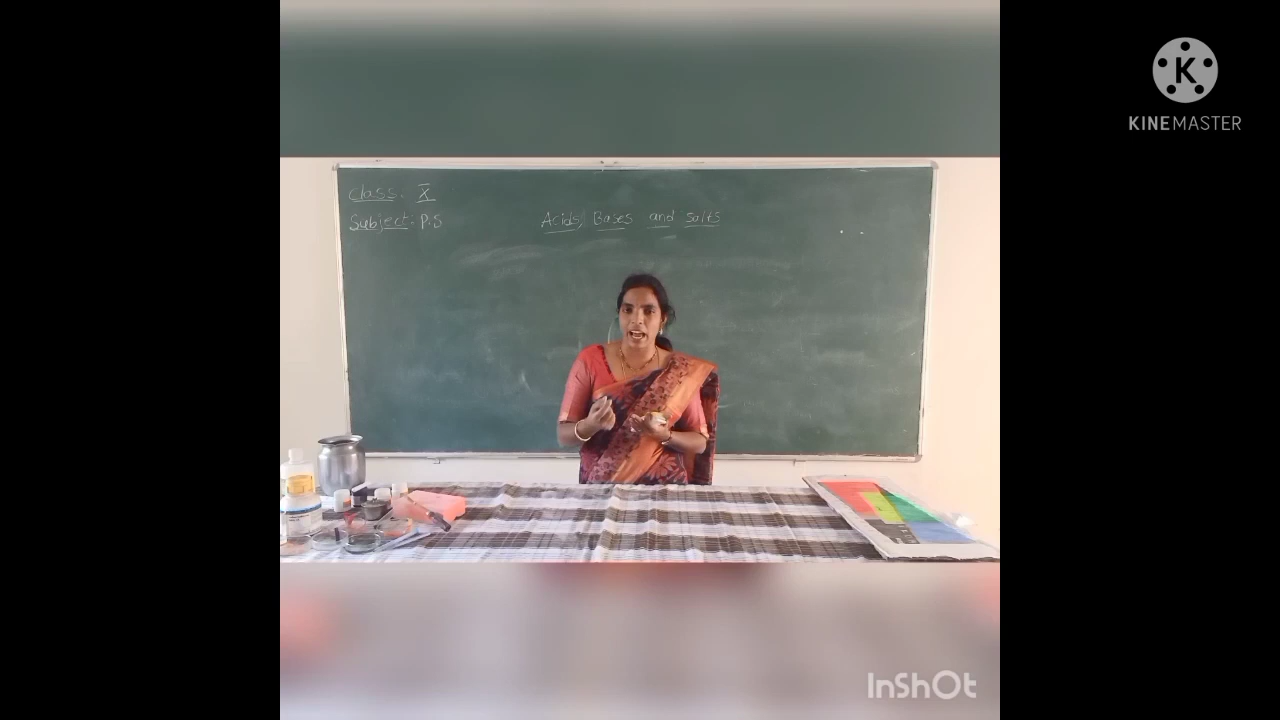 Class: X
Subject: P.S
Acids, Bases and salts
K
KINEMASTER
InShOt